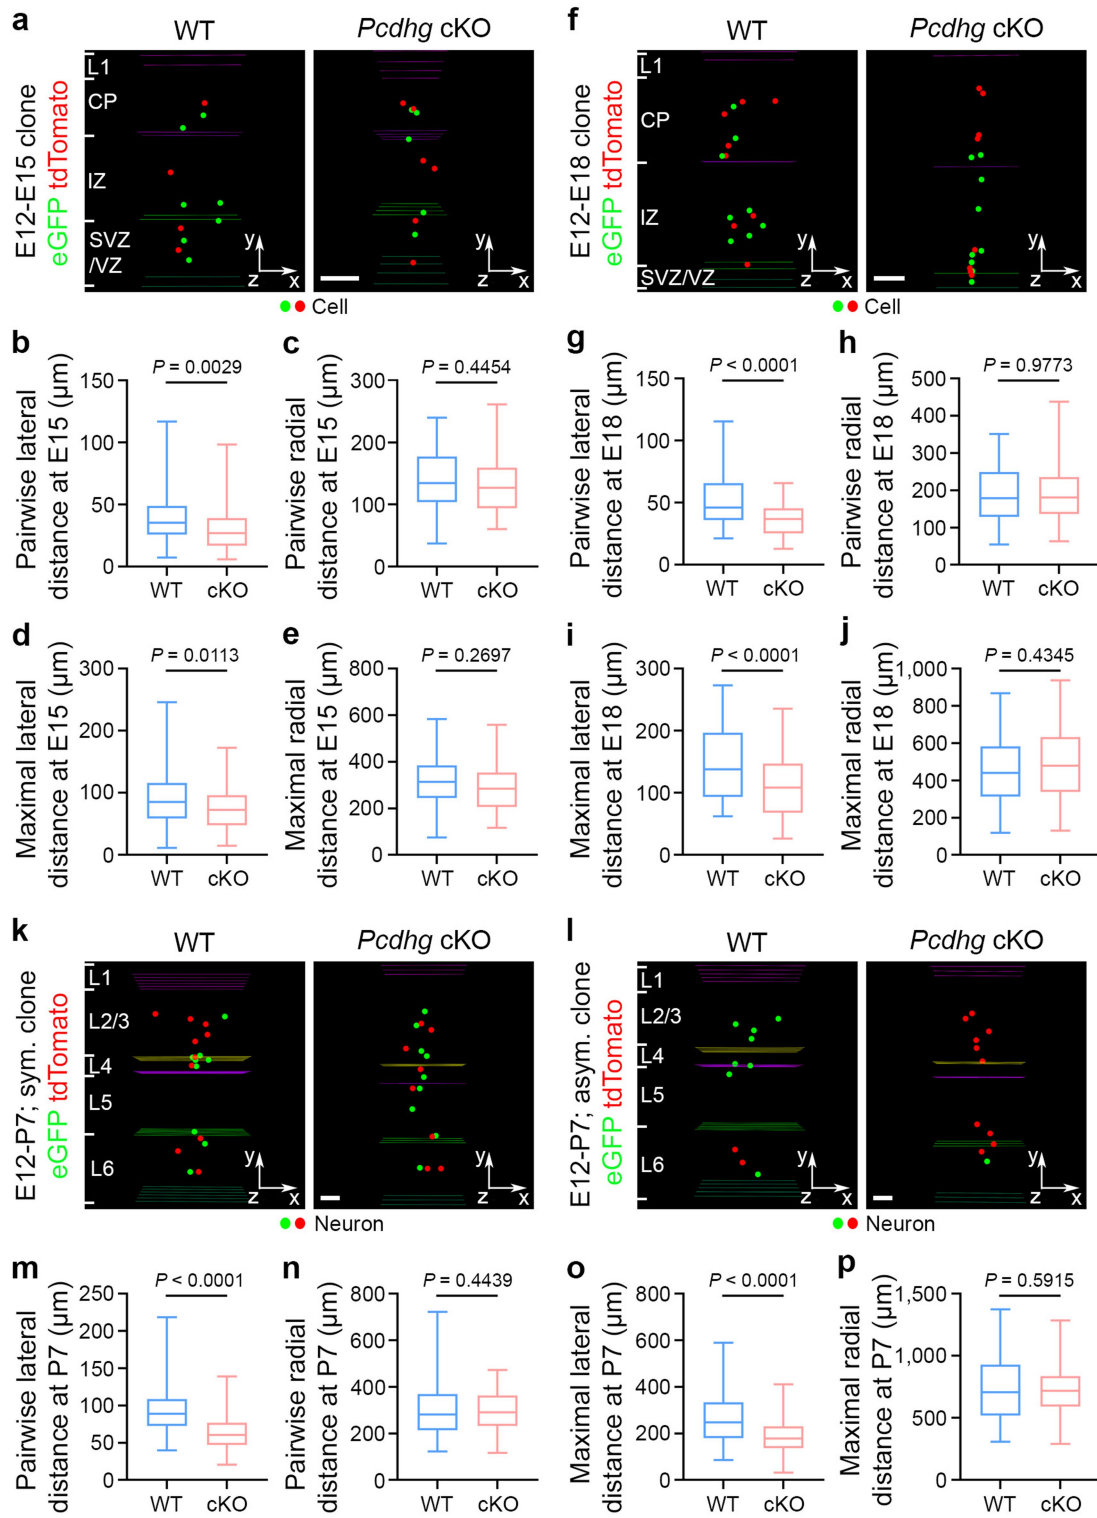 a
WT
Pcdhg cKO
E12-E15 clone
eGFP tdTomato
L1
CP
IZ
SVZ
/VZ
y
z
x
y
z
x
Cell
f
WT
Pcdhg cKO
E12-E18 clone
eGFP tdTomato
L1
CP
IZ
SVZ/VZ
y
z
x
y
z
x
Cell
b
P = 0.0029
Pairwise lateral
distance at E15 (µm)
150
100
50
0
WT
cKO
c
P = 0.4454
Pairwise radial
distance at E15 (µm)
300
200
100
0
WT
cKO
g
P < 0.0001
Pairwise lateral
distance at E18 (µm)
150
100
50
0
WT
cKO
h
P = 0.9773
Pairwise radial
distance at E18 (µm)
500
400
300
200
100
0
WT
cKO
d
P = 0.0113
Maximal lateral
distance at E15 (µm)
300
200
100
0
WT
cKO
e
P = 0.2697
Maximal radial
distance at E15 (µm)
800
600
400
200
0
WT
cKO
i
P < 0.0001
Maximal lateral
distance at E18 (µm)
300
200
100
0
WT
cKO
j
P = 0.4345
Maximal radial
distance at E18 (µm)
1,000
800
600
400
200
0
WT
cKO
k
WT
Pcdhg cKO
E12-P7; sym. clone
eGFP tdTomato
L1
L2/3
L4
L5
L6
y
z
x
y
z
x
Neuron
l
WT
Pcdhg cKO
E12-P7; asym. clone
eGFP tdTomato
L1
L2/3
L4
L5
L6
y
z
x
y
z
x
Neuron
m
P < 0.0001
Pairwise lateral
distance at P7 (µm)
250
200
150
100
50
0
WT
cKO
n
P = 0.4439
Pairwise radial
distance at P7 (µm)
800
600
400
200
0
WT
cKO
o
P < 0.0001
Maximal lateral
distance at P7 (µm)
800
600
400
200
0
WT
cKO
p
P = 0.5915
Maximal radial
distance at P7 (µm)
1,500
1,000
500
0
WT
cKO